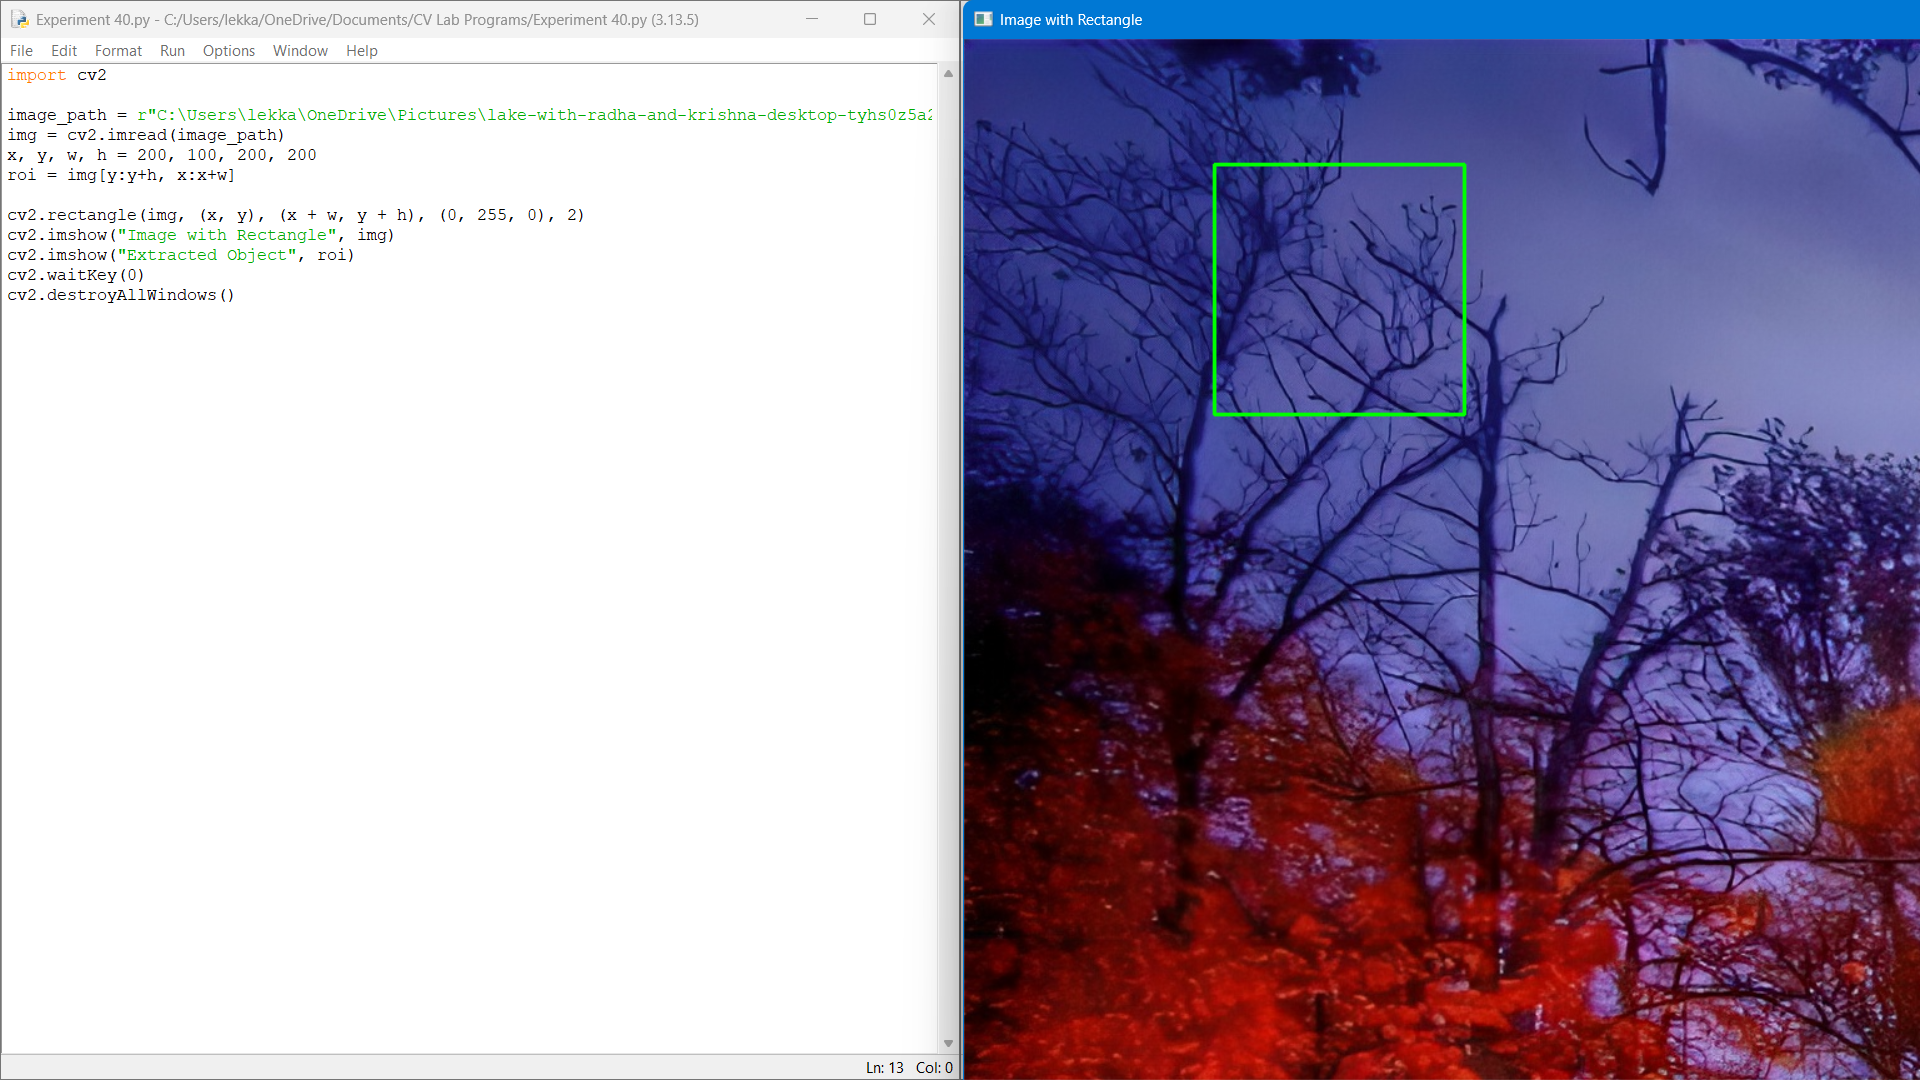 Experiment 40.py - C:/Users/lekka/OneDrive/Documents/CV Lab Programs/Experiment 40.py (3.13.5)
File Edit Format Run Options Window Help
import cv2
image_path = r"C:\Users\lekka\OneDrive\Pictures\lake-with-radha-and-krishna-desktop-tyhs0z5a2
img = cv2.imread(image_path)
x, y, w, h = 200, 100, 200, 200
roi = img[y:y+h, x:x+w]
cv2.rectangle(img, (x, y), (x + w, y + h), (0, 255, 0), 2)
cv2.imshow("Image with Rectangle", img)
cv2.imshow("Extracted Object", roi)
cv2.waitKey(0)
cv2.destroyAllWindows()
Ln: 13 Col: 0
Image with Rectangle